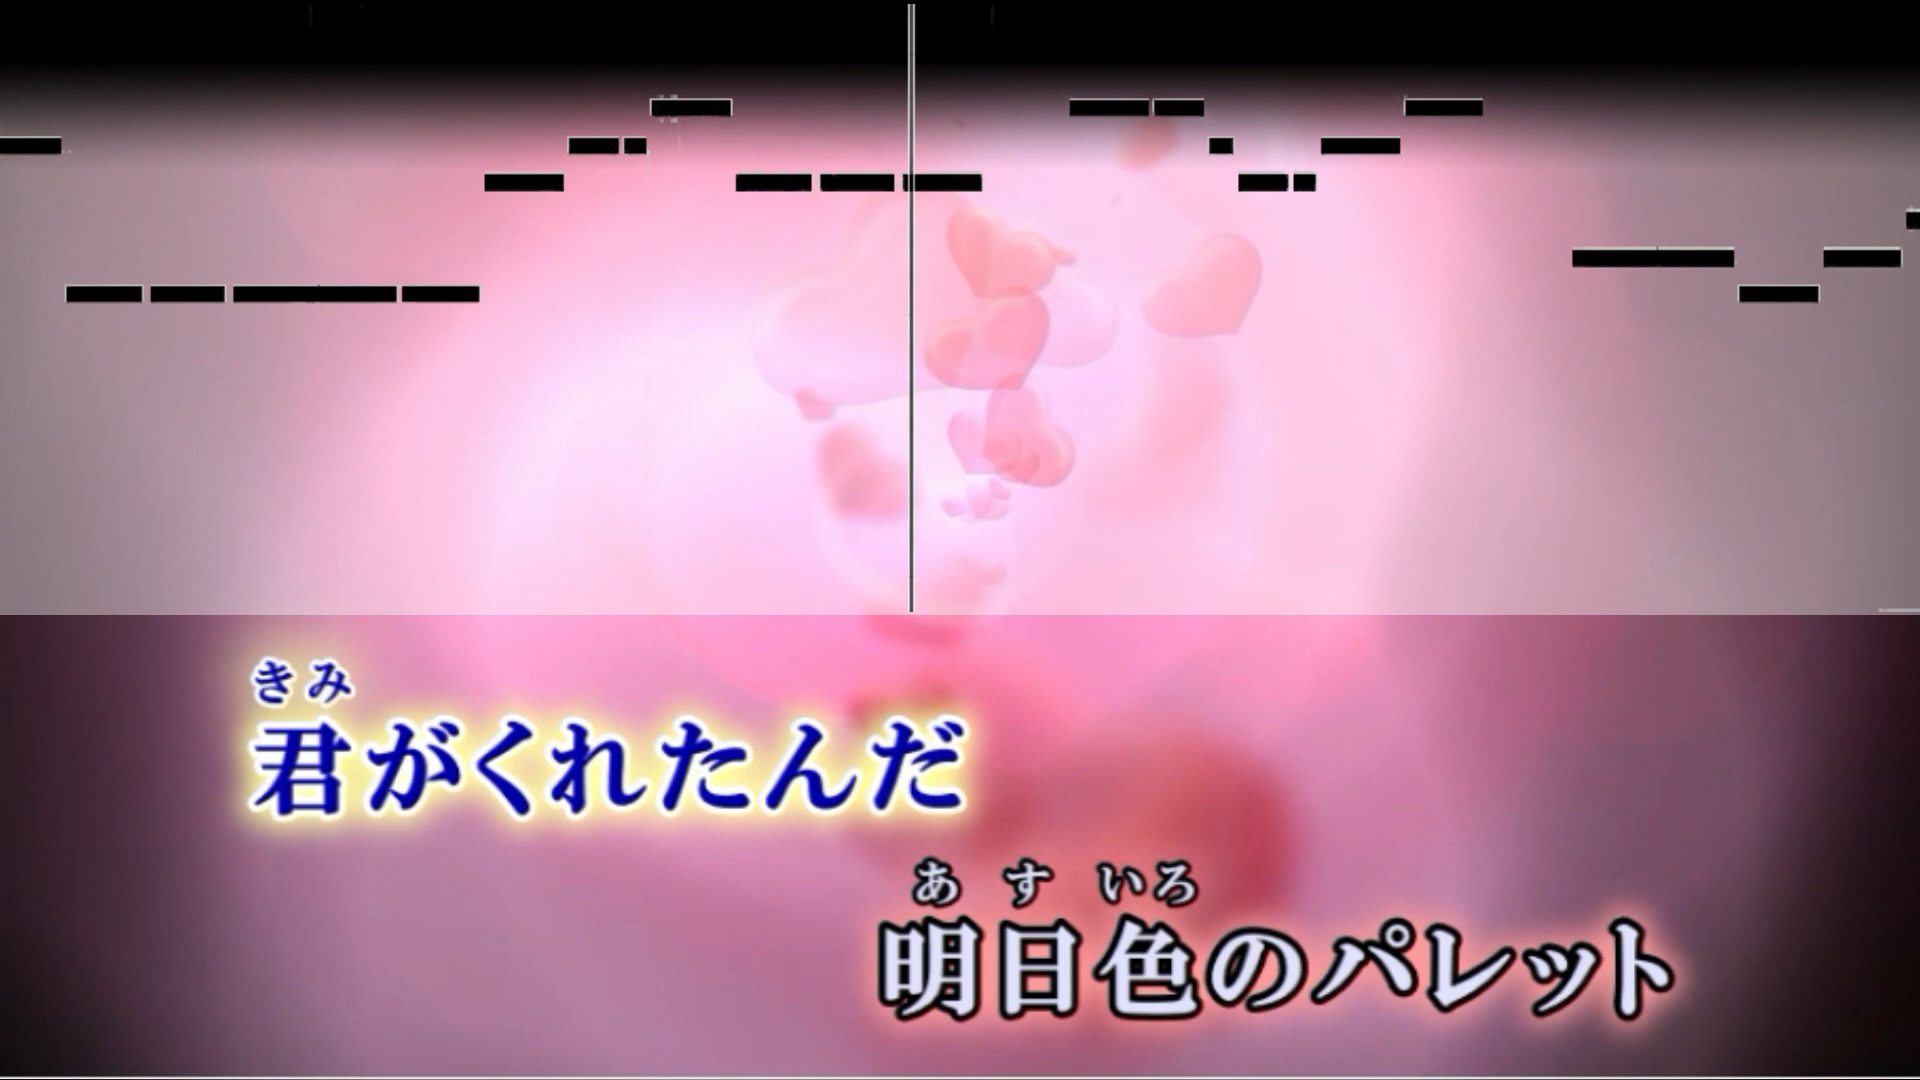 きみ
君がくれたんだ
あす いろ
明日色のパレット